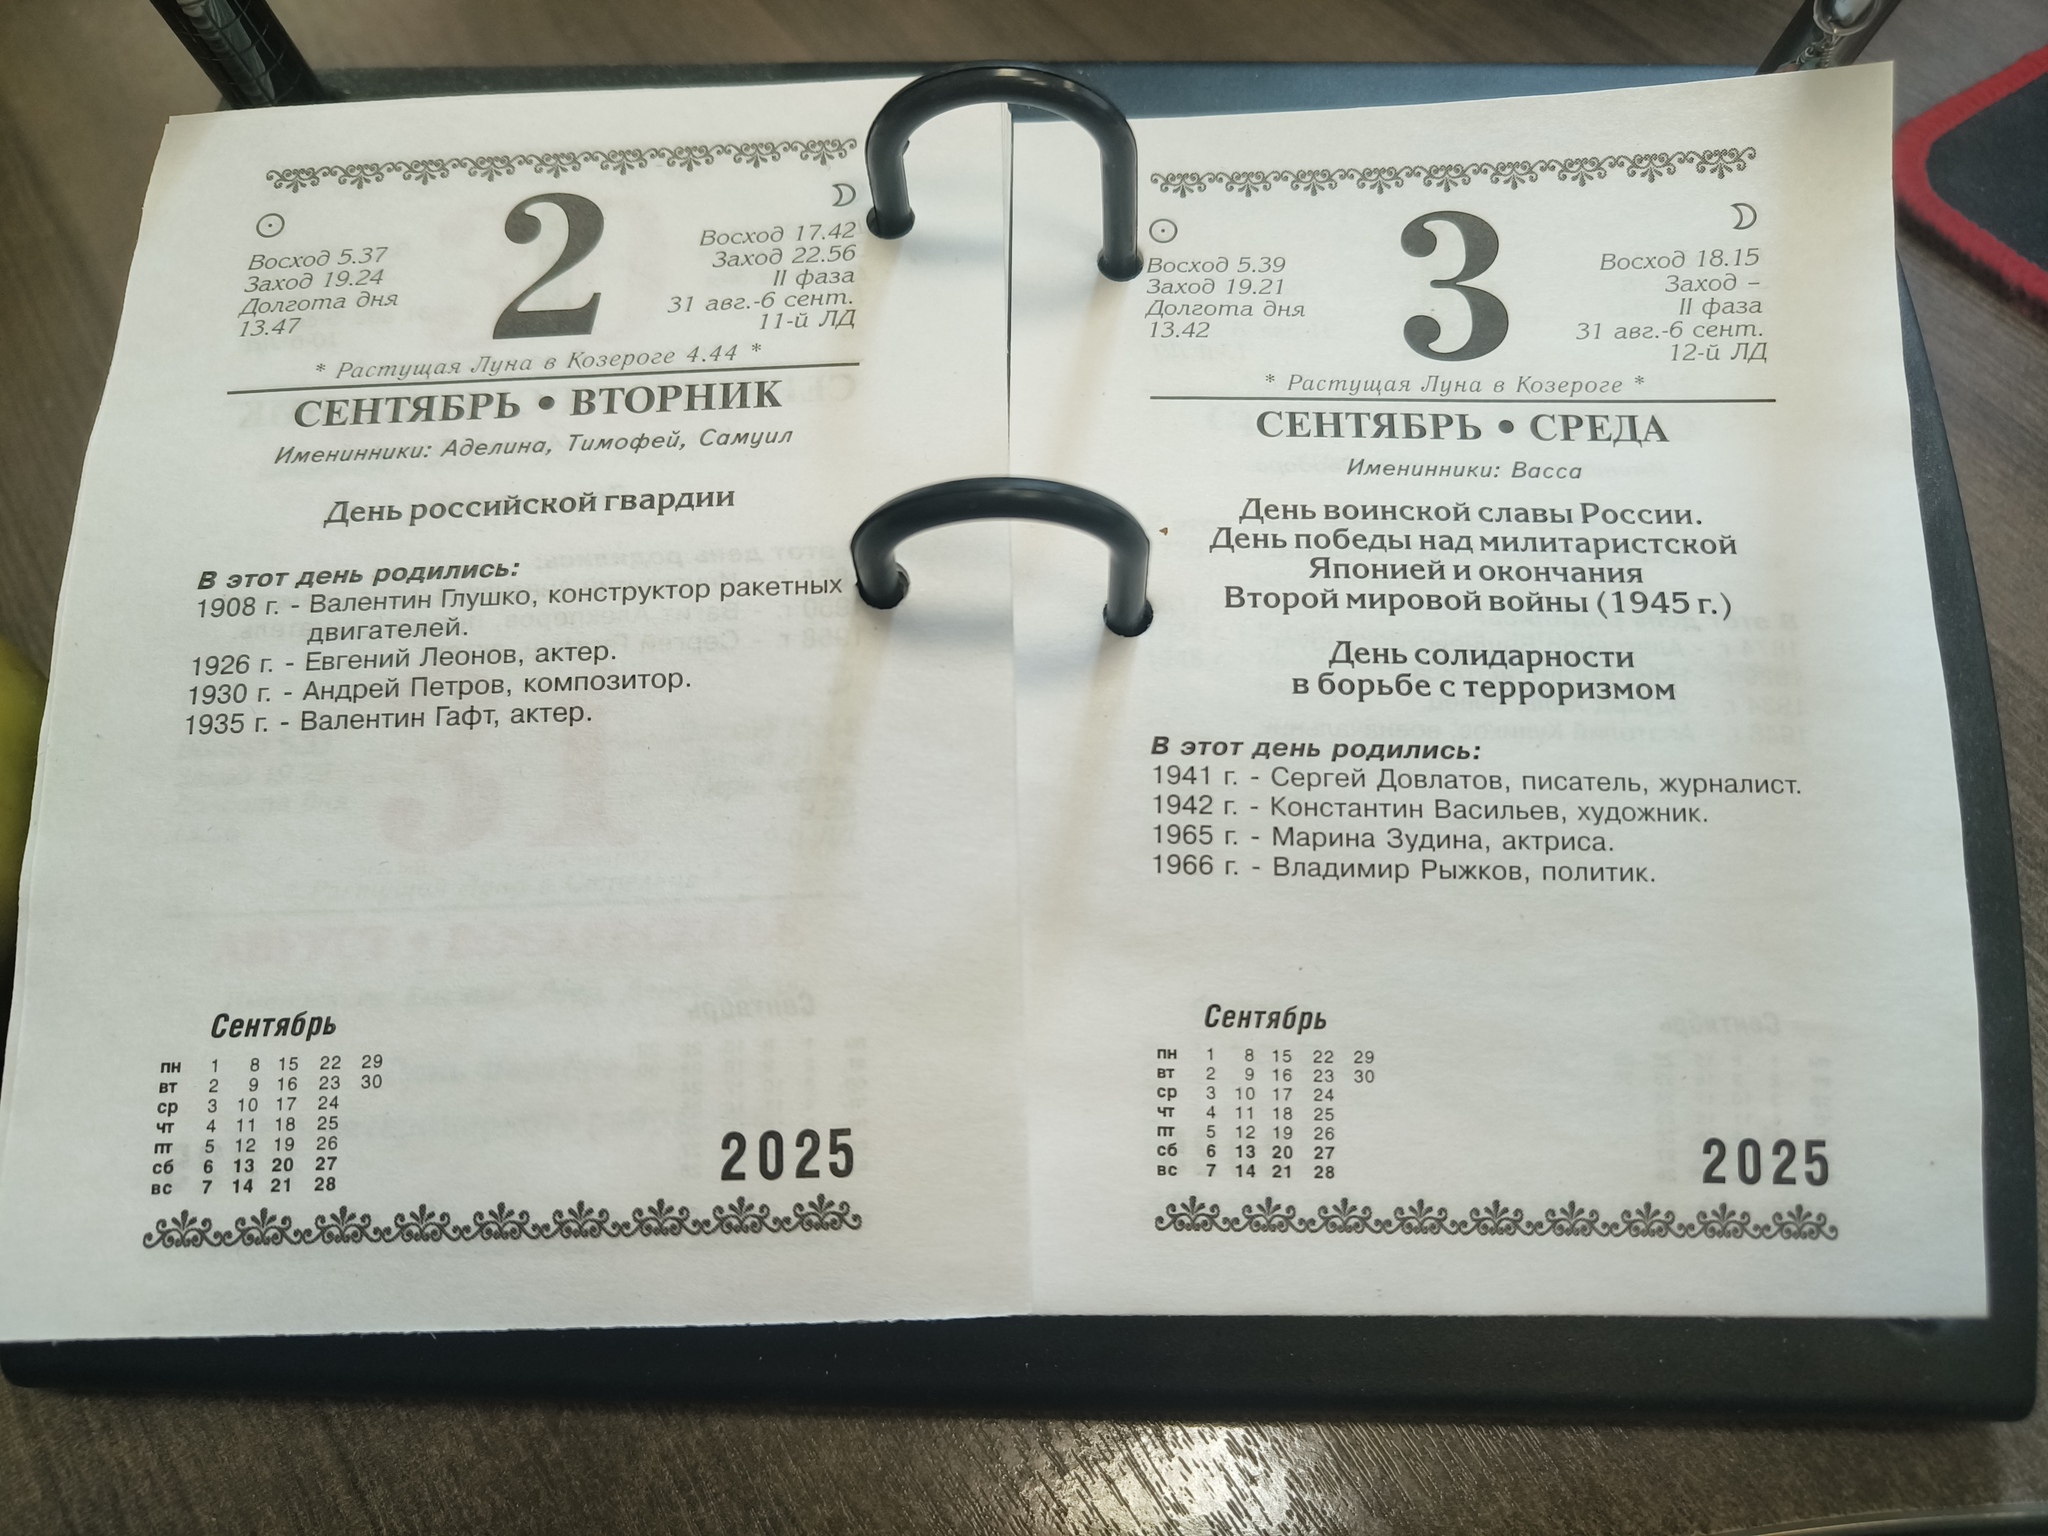 2
Восход 5.37
Заход 19.24
Долгота дня
13.47
Восход 17.42
Заход 22.56
II фаза
31 авг.-6 сент.
11-й ЛД
* Растущая Луна в Козероге 4.44 *
СЕНТЯБРЬ • ВТОРНИК
Именинники: Аделина, Тимофей, Самуил
День российской гвардии
В этот день родились:
1908 г. - Валентин Глушко, конструктор ракетных
двигателей.
1926 г. - Евгений Леонов, актер.
1930 г. - Андрей Петров, композитор.
1935 г. - Валентин Гафт, актер.
Сентябрь
пн 1 8 15 22 29
вт 2 9 16 23 30
ср 3 10 17 24
чт 4 11 18 25
пт 5 12 19 26
сб 6 13 20 27
вс 7 14 21 28
2025
3
Восход 5.39
Заход 19.21
Долгота дня
13.42
Восход 18.15
Заход –
II фаза
31 авг.-6 сент.
12-й ЛД
* Растущая Луна в Козероге *
СЕНТЯБРЬ • СРЕДА
Именинники: Васса
День воинской славы России.
День победы над милитаристской
Японией и окончания
Второй мировой войны (1945 г.)
День солидарности
в борьбе с терроризмом
В этот день родились:
1941 г. - Сергей Довлатов, писатель, журналист.
1942 г. - Константин Васильев, художник.
1965 г. - Марина Зудина, актриса.
1966 г. - Владимир Рыжков, политик.
Сентябрь
пн 1 8 15 22 29
вт 2 9 16 23 30
ср 3 10 17 24
чт 4 11 18 25
пт 5 12 19 26
сб 6 13 20 27
вс 7 14 21 28
2025